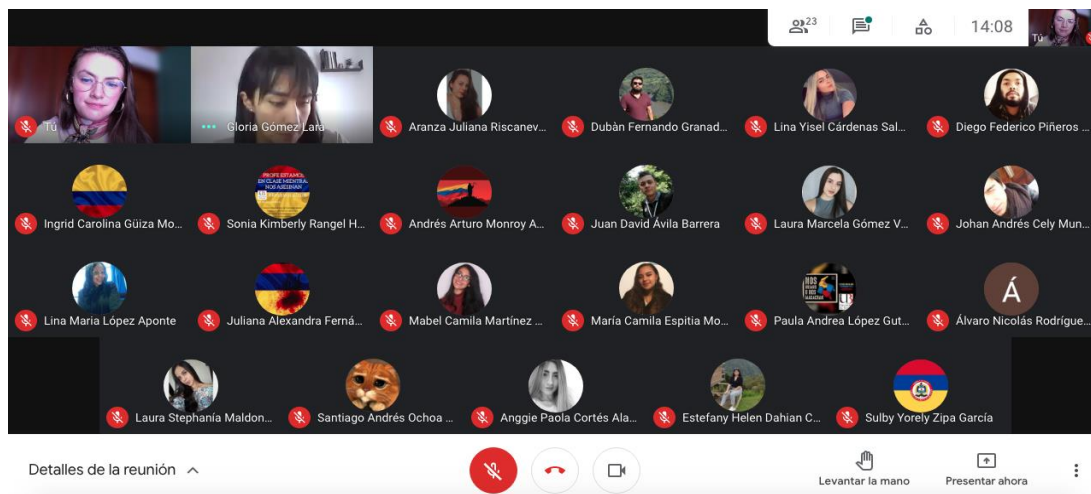 23
14:08
Tú
Tú
Gloria Gómez Lara
Aranza Juliana Riscanev...
Dubàn Fernando Granad...
Lina Yisel Cárdenas Sal...
Diego Federico Piñeros ...
PROFE ESTAMOS
EN CLASE MIENTRAS
NOS ASESINAN
Ingrid Carolina Güiza Mo...
Sonia Kimberly Rangel H...
Andrés Arturo Monroy A...
Juan David Ávila Barrera
Laura Marcela Gómez V...
Johan Andrés Cely Mun...
NOS
Á
Lina Maria López Aponte
Juliana Alexandra Ferná...
Mabel Camila Martínez ...
María Camila Espitia Mo...
Paula Andrea López Gut...
Álvaro Nicolás Rodrígue...
Laura Stephanía Maldon...
Santiago Andrés Ochoa ...
Anggie Paola Cortés Ala...
Estefany Helen Dahian C...
Sulby Yorely Zipa García
Detalles de la reunión
Levantar la mano
Presentar ahora